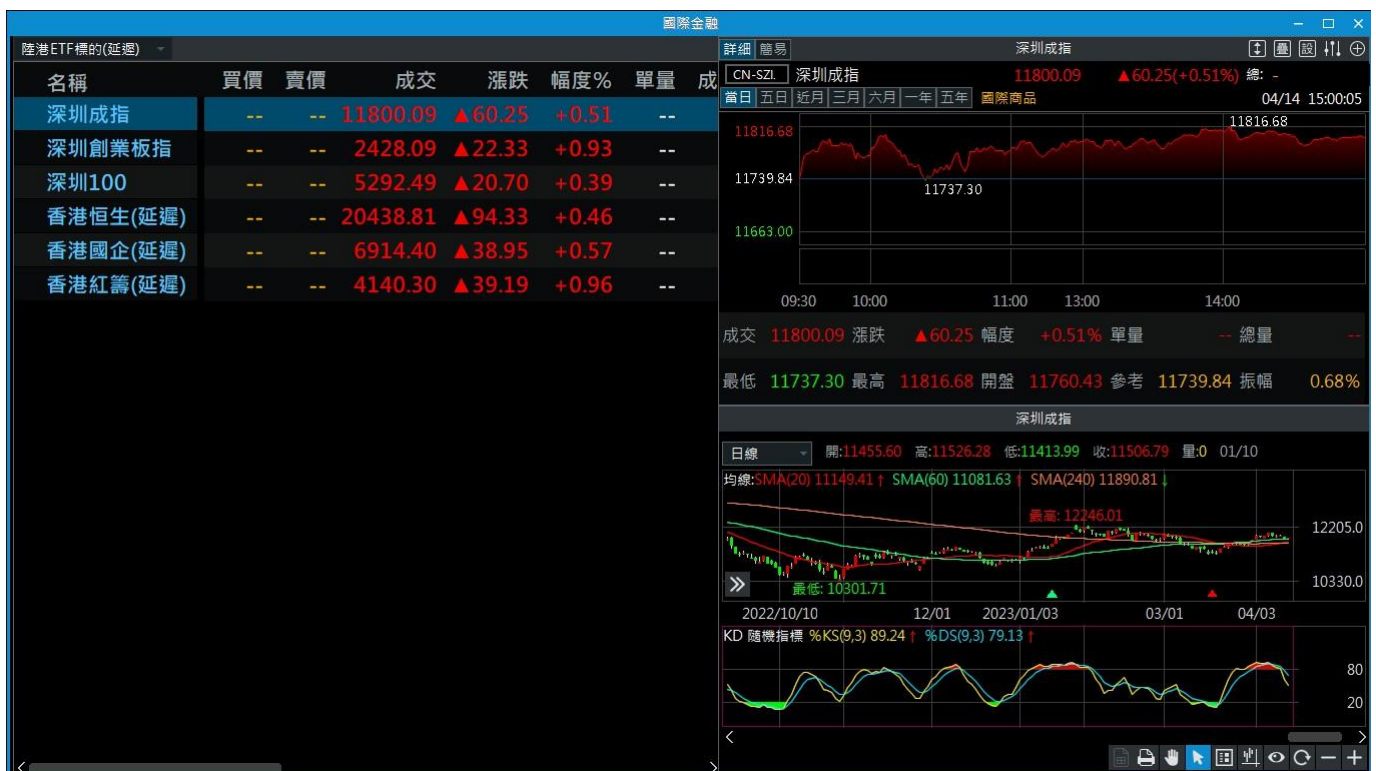 國際金融
陸港ETF標的(延遲)
名稱 買價 賣價 成交 漲跌 幅度% 單量 成
深圳成指 -- -- 11800.09 ▲60.25 +0.51 --
深圳創業板指 -- -- 2428.09 ▲22.33 +0.93 --
深圳100 -- -- 5292.49 ▲20.70 +0.39 --
香港恒生(延遲) -- -- 20438.81 ▲94.33 +0.46 --
香港國企(延遲) -- -- 6914.40 ▲38.95 +0.57 --
香港紅籌(延遲) -- -- 4140.30 ▲39.19 +0.96 --
詳細 簡易 深圳成指 疊 設
CN-SZI. 深圳成指 11800.09 ▲60.25(+0.51%) 總: -
當日 五日 近月 三月 六月 一年 五年 國際商品 04/14 15:00:05
11816.68
11816.68
11739.84
11737.30
11663.00
09:30 10:00 11:00 13:00 14:00
成交 11800.09 漲跌 ▲60.25 幅度 +0.51% 單量 -- 總量 --
最低 11737.30 最高 11816.68 開盤 11760.43 參考 11739.84 振幅 0.68%
深圳成指
日線 開:11455.60 高:11526.28 低:11413.99 收:11506.79 量:0 01/10
均線:SMA(20) 11149.41↑ SMA(60) 11081.63↑ SMA(240) 11890.81↓
最高: 12246.01
12205.0
最低: 10301.71
10330.0
2022/10/10 12/01 2023/01/03 03/01 04/03
KD 隨機指標 %KS(9,3) 89.24↑ %DS(9,3) 79.13↑
80
20